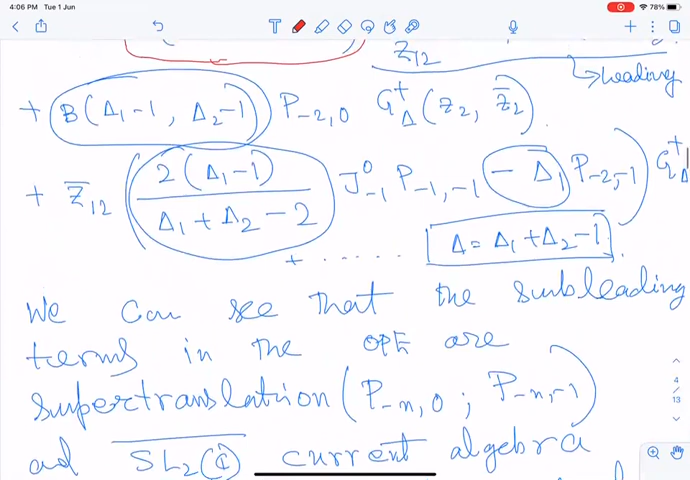 4:06 PM Tue 1 Jun
78%
Z12
→ leading
+ B(Δ1−1, Δ2−1) P−2,0 G+Δ (z2, z̄2)
+ Z̄12 ( 2(Δ1−1) / Δ1+Δ2−2 J0−1 P−1,−1 − Δ1 P−2,−1 ) G+Δ
+ ...... Δ = Δ1+Δ2−1
We can see that the subleading
terms in the OPE are
supertranslation (P−n,0 ; P−n,−1)
and SL2(ℂ) current algebra
4
13